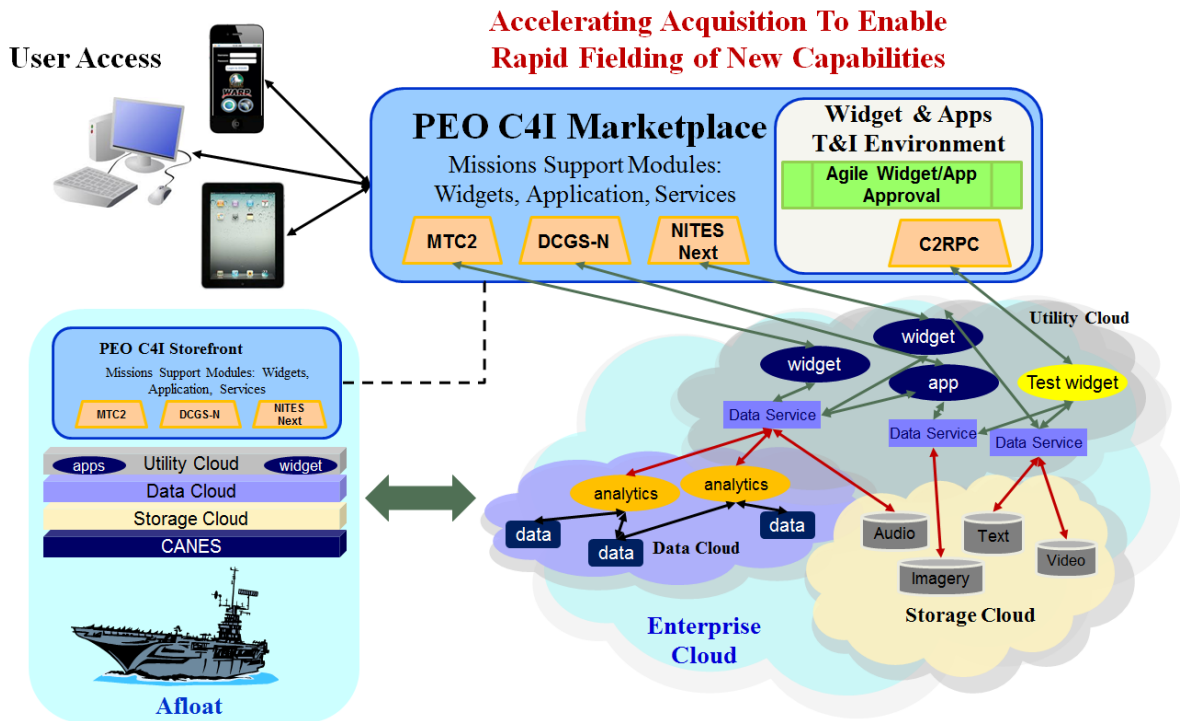 Accelerating Acquisition To Enable
Rapid Fielding of New Capabilities
User Access
WARP
PEO C4I Marketplace
Missions Support Modules:
Widgets, Application, Services
MTC2
DCGS-N
NITES
Next
Widget & Apps
T&I Environment
Agile Widget/App
Approval
C2RPC
PEO C4I Storefront
Missions Support Modules: Widgets,
Application, Services
MTC2
DCGS-N
NITES
Next
apps
Utility Cloud
widget
Data Cloud
Storage Cloud
CANES
Afloat
Utility Cloud
widget
widget
app
Test widget
Data Service
Data Service
Data Service
analytics
analytics
data
data
data
Data Cloud
Audio
Text
Imagery
Video
Storage Cloud
Enterprise
Cloud